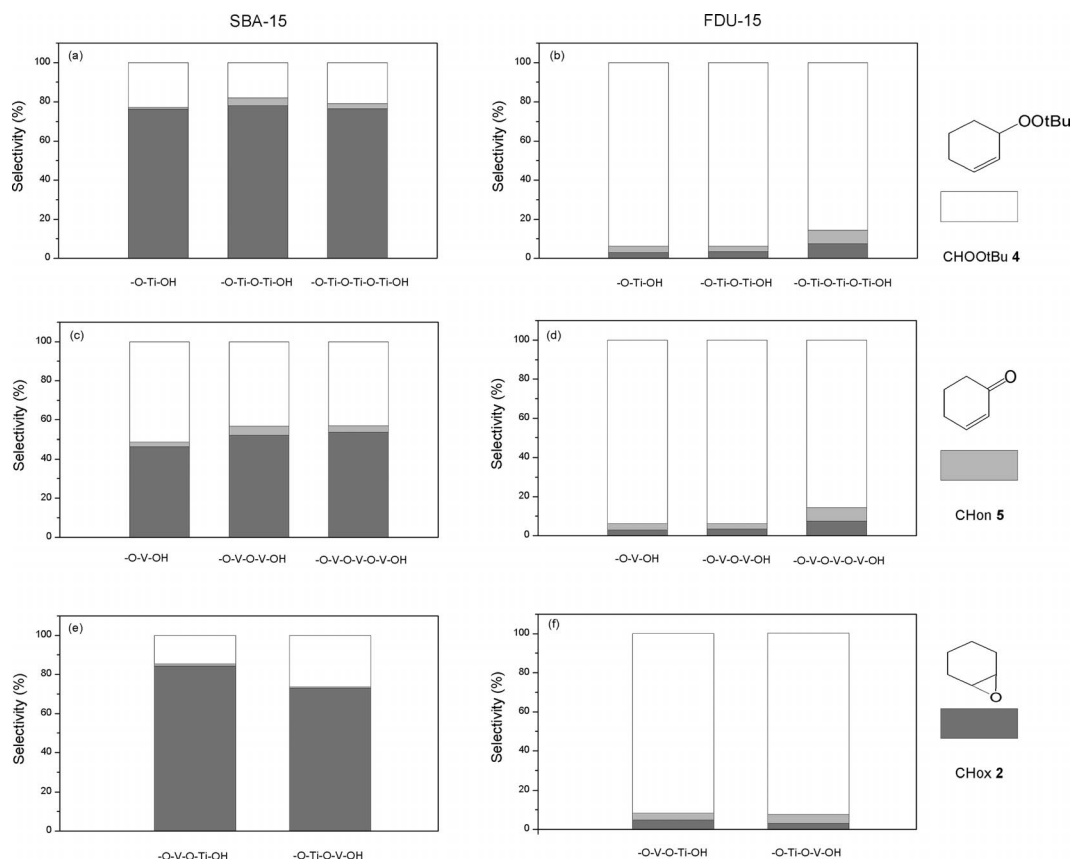 SBA-15
FDU-15
(a)
Selectivity (%)
100
80
60
40
20
0
-O-Ti-OH
-O-Ti-O-Ti-OH
-O-Ti-O-Ti-O-Ti-OH
(b)
Selectivity (%)
100
80
60
40
20
0
-O-Ti-OH
-O-Ti-O-Ti-OH
-O-Ti-O-Ti-O-Ti-OH
OOtBu
CHOOtBu 4
(c)
Selectivity (%)
100
80
60
40
20
0
-O-V-OH
-O-V-O-V-OH
-O-V-O-V-O-V-OH
(d)
Selectivity (%)
100
80
60
40
20
0
-O-V-OH
-O-V-O-V-OH
-O-V-O-V-O-V-OH
O
CHon 5
(e)
Selectivity (%)
100
80
60
40
20
0
-O-V-O-Ti-OH
-O-Ti-O-V-OH
(f)
Selectivity (%)
100
80
60
40
20
0
-O-V-O-Ti-OH
-O-Ti-O-V-OH
O
CHox 2